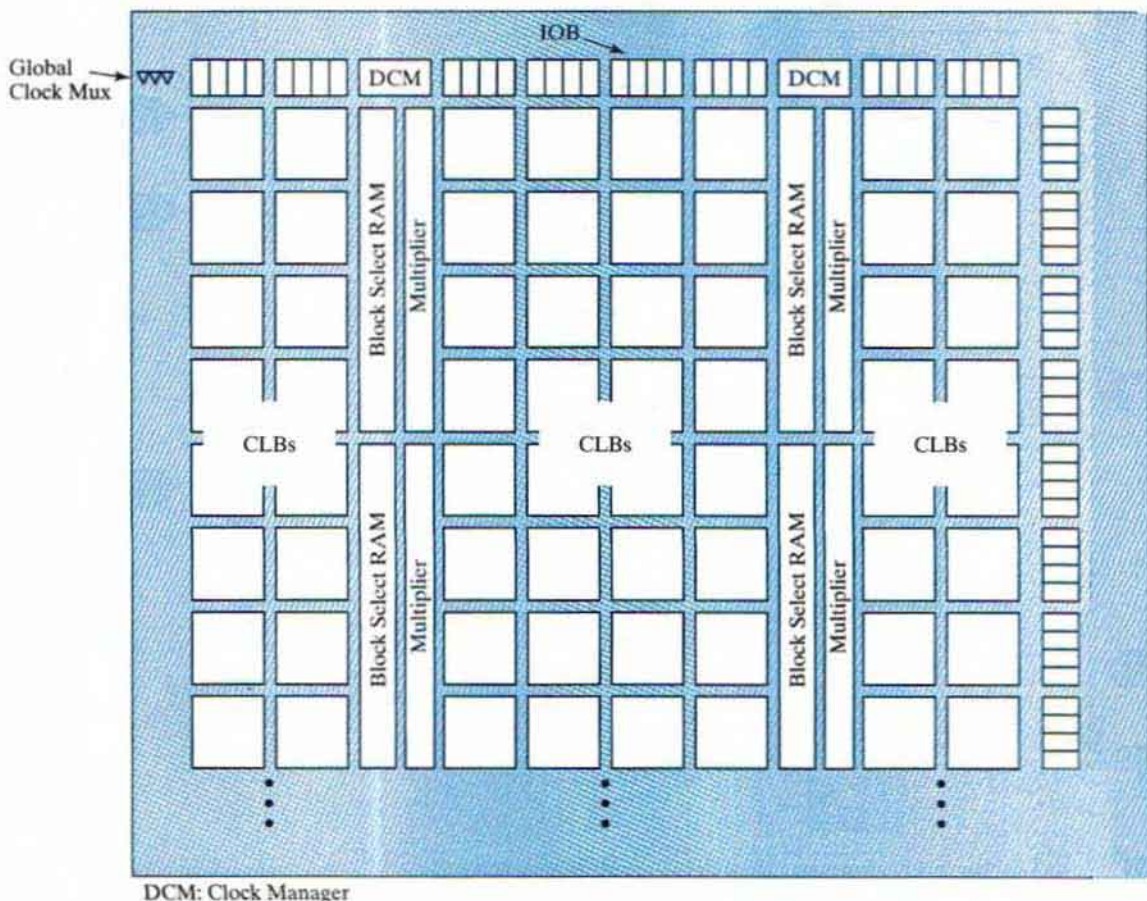 IOB
Global
Clock Mux
DCM
DCM
Block Select RAM
Multiplier
Block Select RAM
Multiplier
CLBs
CLBs
CLBs
Block Select RAM
Multiplier
Block Select RAM
Multiplier
DCM: Clock Manager